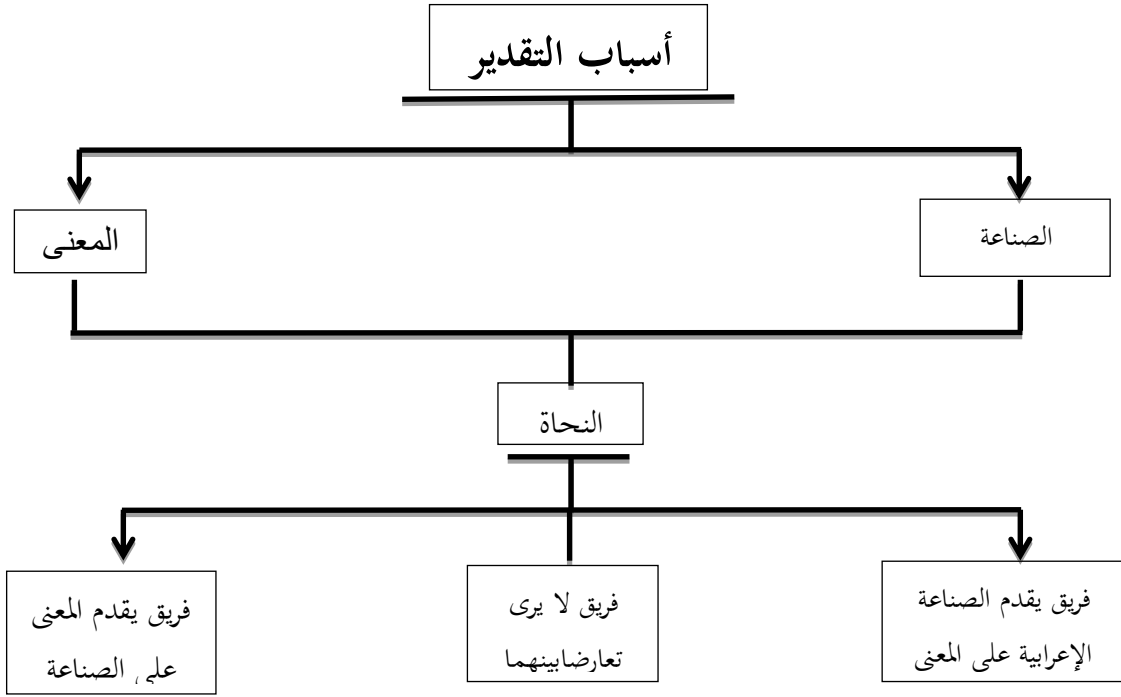 أسباب التقدير
الصناعة
المعنى
النحاة
فريق يقدم الصناعة
الإعرابية على المعنى
فريق لا يرى
تعارضابينهما
فريق يقدم المعنى
على الصناعة